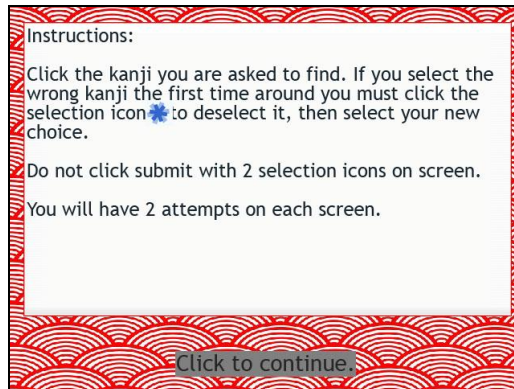 Instructions:
Click the kanji you are asked to find. If you select the
wrong kanji the first time around you must click the
selection icon to deselect it, then select your new
choice.
Do not click submit with 2 selection icons on screen.
You will have 2 attempts on each screen.
Click to continue.